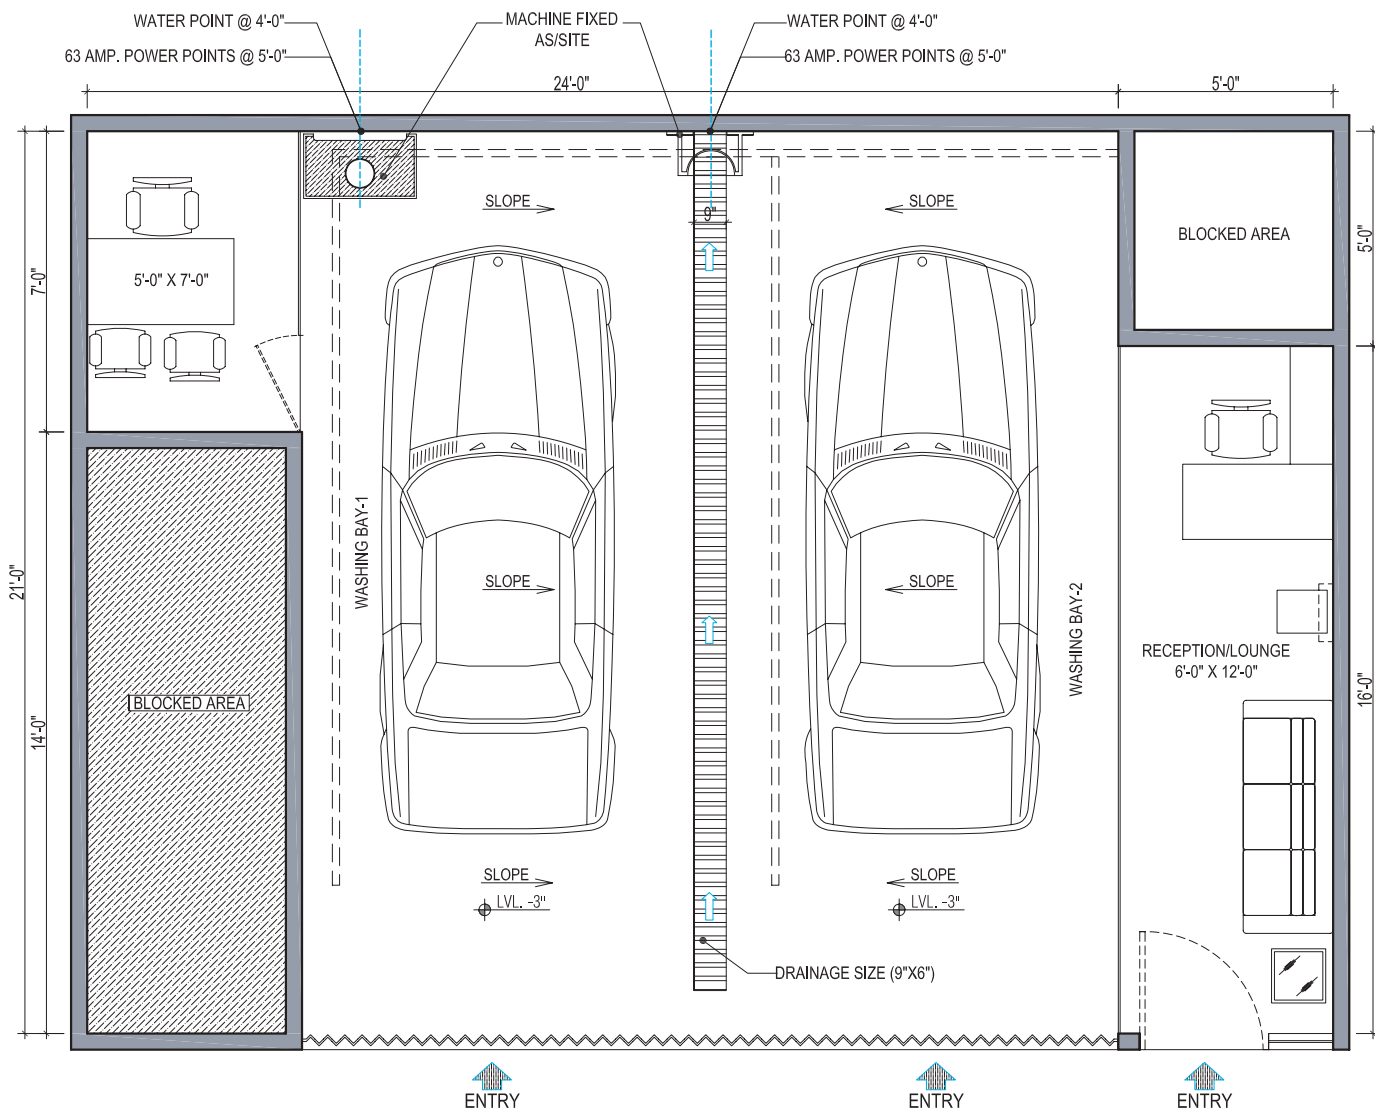 WATER POINT @ 4'-0"
MACHINE FIXED
AS/SITE
WATER POINT @ 4'-0"
63 AMP. POWER POINTS @ 5'-0"
63 AMP. POWER POINTS @ 5'-0"
24'-0"
5'-0"
SLOPE
SLOPE
9"
BLOCKED AREA
5'-0"
7'-0"
5'-0" X 7'-0"
WASHING BAY-1
21'-0"
SLOPE
SLOPE
WASHING BAY-2
RECEPTION/LOUNGE
6'-0" X 12'-0"
16'-0"
BLOCKED AREA
14'-0"
SLOPE
SLOPE
LVL. -3"
LVL. -3"
DRAINAGE SIZE (9"X6")
ENTRY
ENTRY
ENTRY